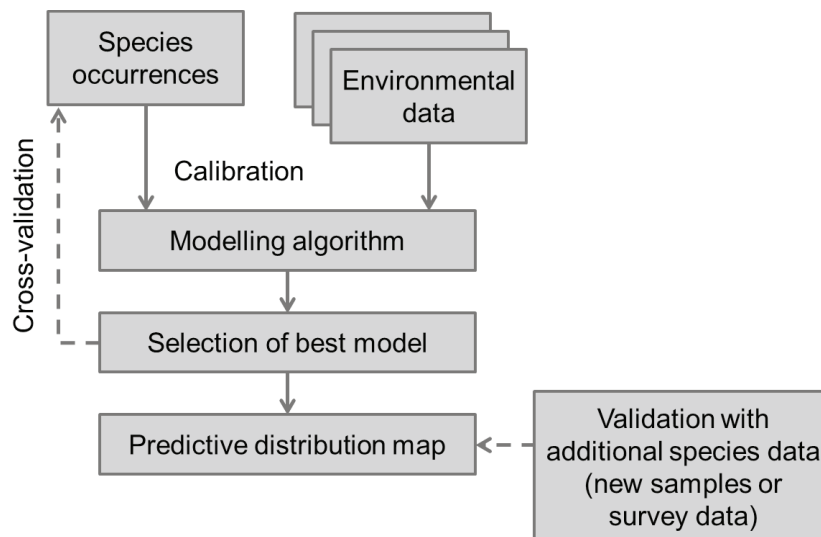 Species
occurrences
Environmental
data
Cross-validation
Calibration
Modelling algorithm
Selection of best model
Predictive distribution map
Validation with
additional species data
(new samples or
survey data)